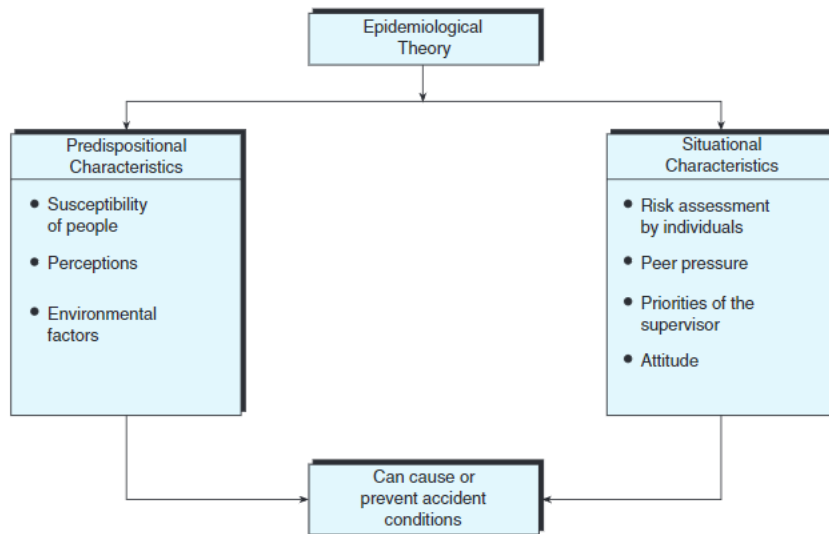 Epidemiological
Theory
Predispositional
Characteristics
Susceptibility
of people
Perceptions
Environmental
factors
Situational
Characteristics
Risk assessment
by individuals
Peer pressure
Priorities of the
supervisor
Attitude
Can cause or
prevent accident
conditions